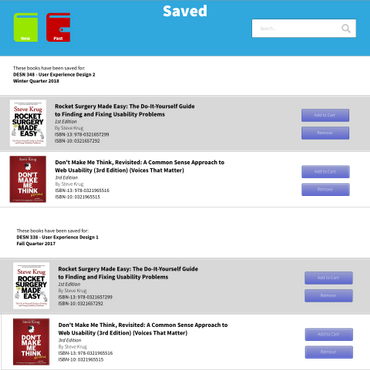 Saved
New
Past
Search...
These books have been saved for:
DESN 348 - User Experience Design 2
Winter Quarter 2018
Steve Krug
ROCKET
SURGERY
MADE
EASY
Rocket Surgery Made Easy: The Do-It-Yourself Guide
to Finding and Fixing Usability Problems
1st Edition
By Steve Krug
ISBN-13: 978-0321657299
ISBN-10: 0321657292
Add to Cart
Remove
Steve Krug
DON'T
MAKE ME
THINK
Don't Make Me Think, Revisited: A Common Sense Approach to
Web Usability (3rd Edition) (Voices That Matter)
3rd Edition
By Steve Krug
ISBN-13: 978-0321965516
ISBN-10: 0321965515
Add to Cart
Remove
These books have been saved for:
DESN 338 - User Experience Design 1
Fall Quarter 2017
Steve Krug
ROCKET
SURGERY
MADE
EASY
Rocket Surgery Made Easy: The Do-It-Yourself Guide
to Finding and Fixing Usability Problems
1st Edition
By Steve Krug
ISBN-13: 978-0321657299
ISBN-10: 0321657292
Add to Cart
Remove
Steve Krug
DON'T
MAKE ME
THINK
Don't Make Me Think, Revisited: A Common Sense Approach to
Web Usability (3rd Edition) (Voices That Matter)
3rd Edition
By Steve Krug
ISBN-13: 978-0321965516
ISBN-10: 0321965515
Add to Cart
Remove